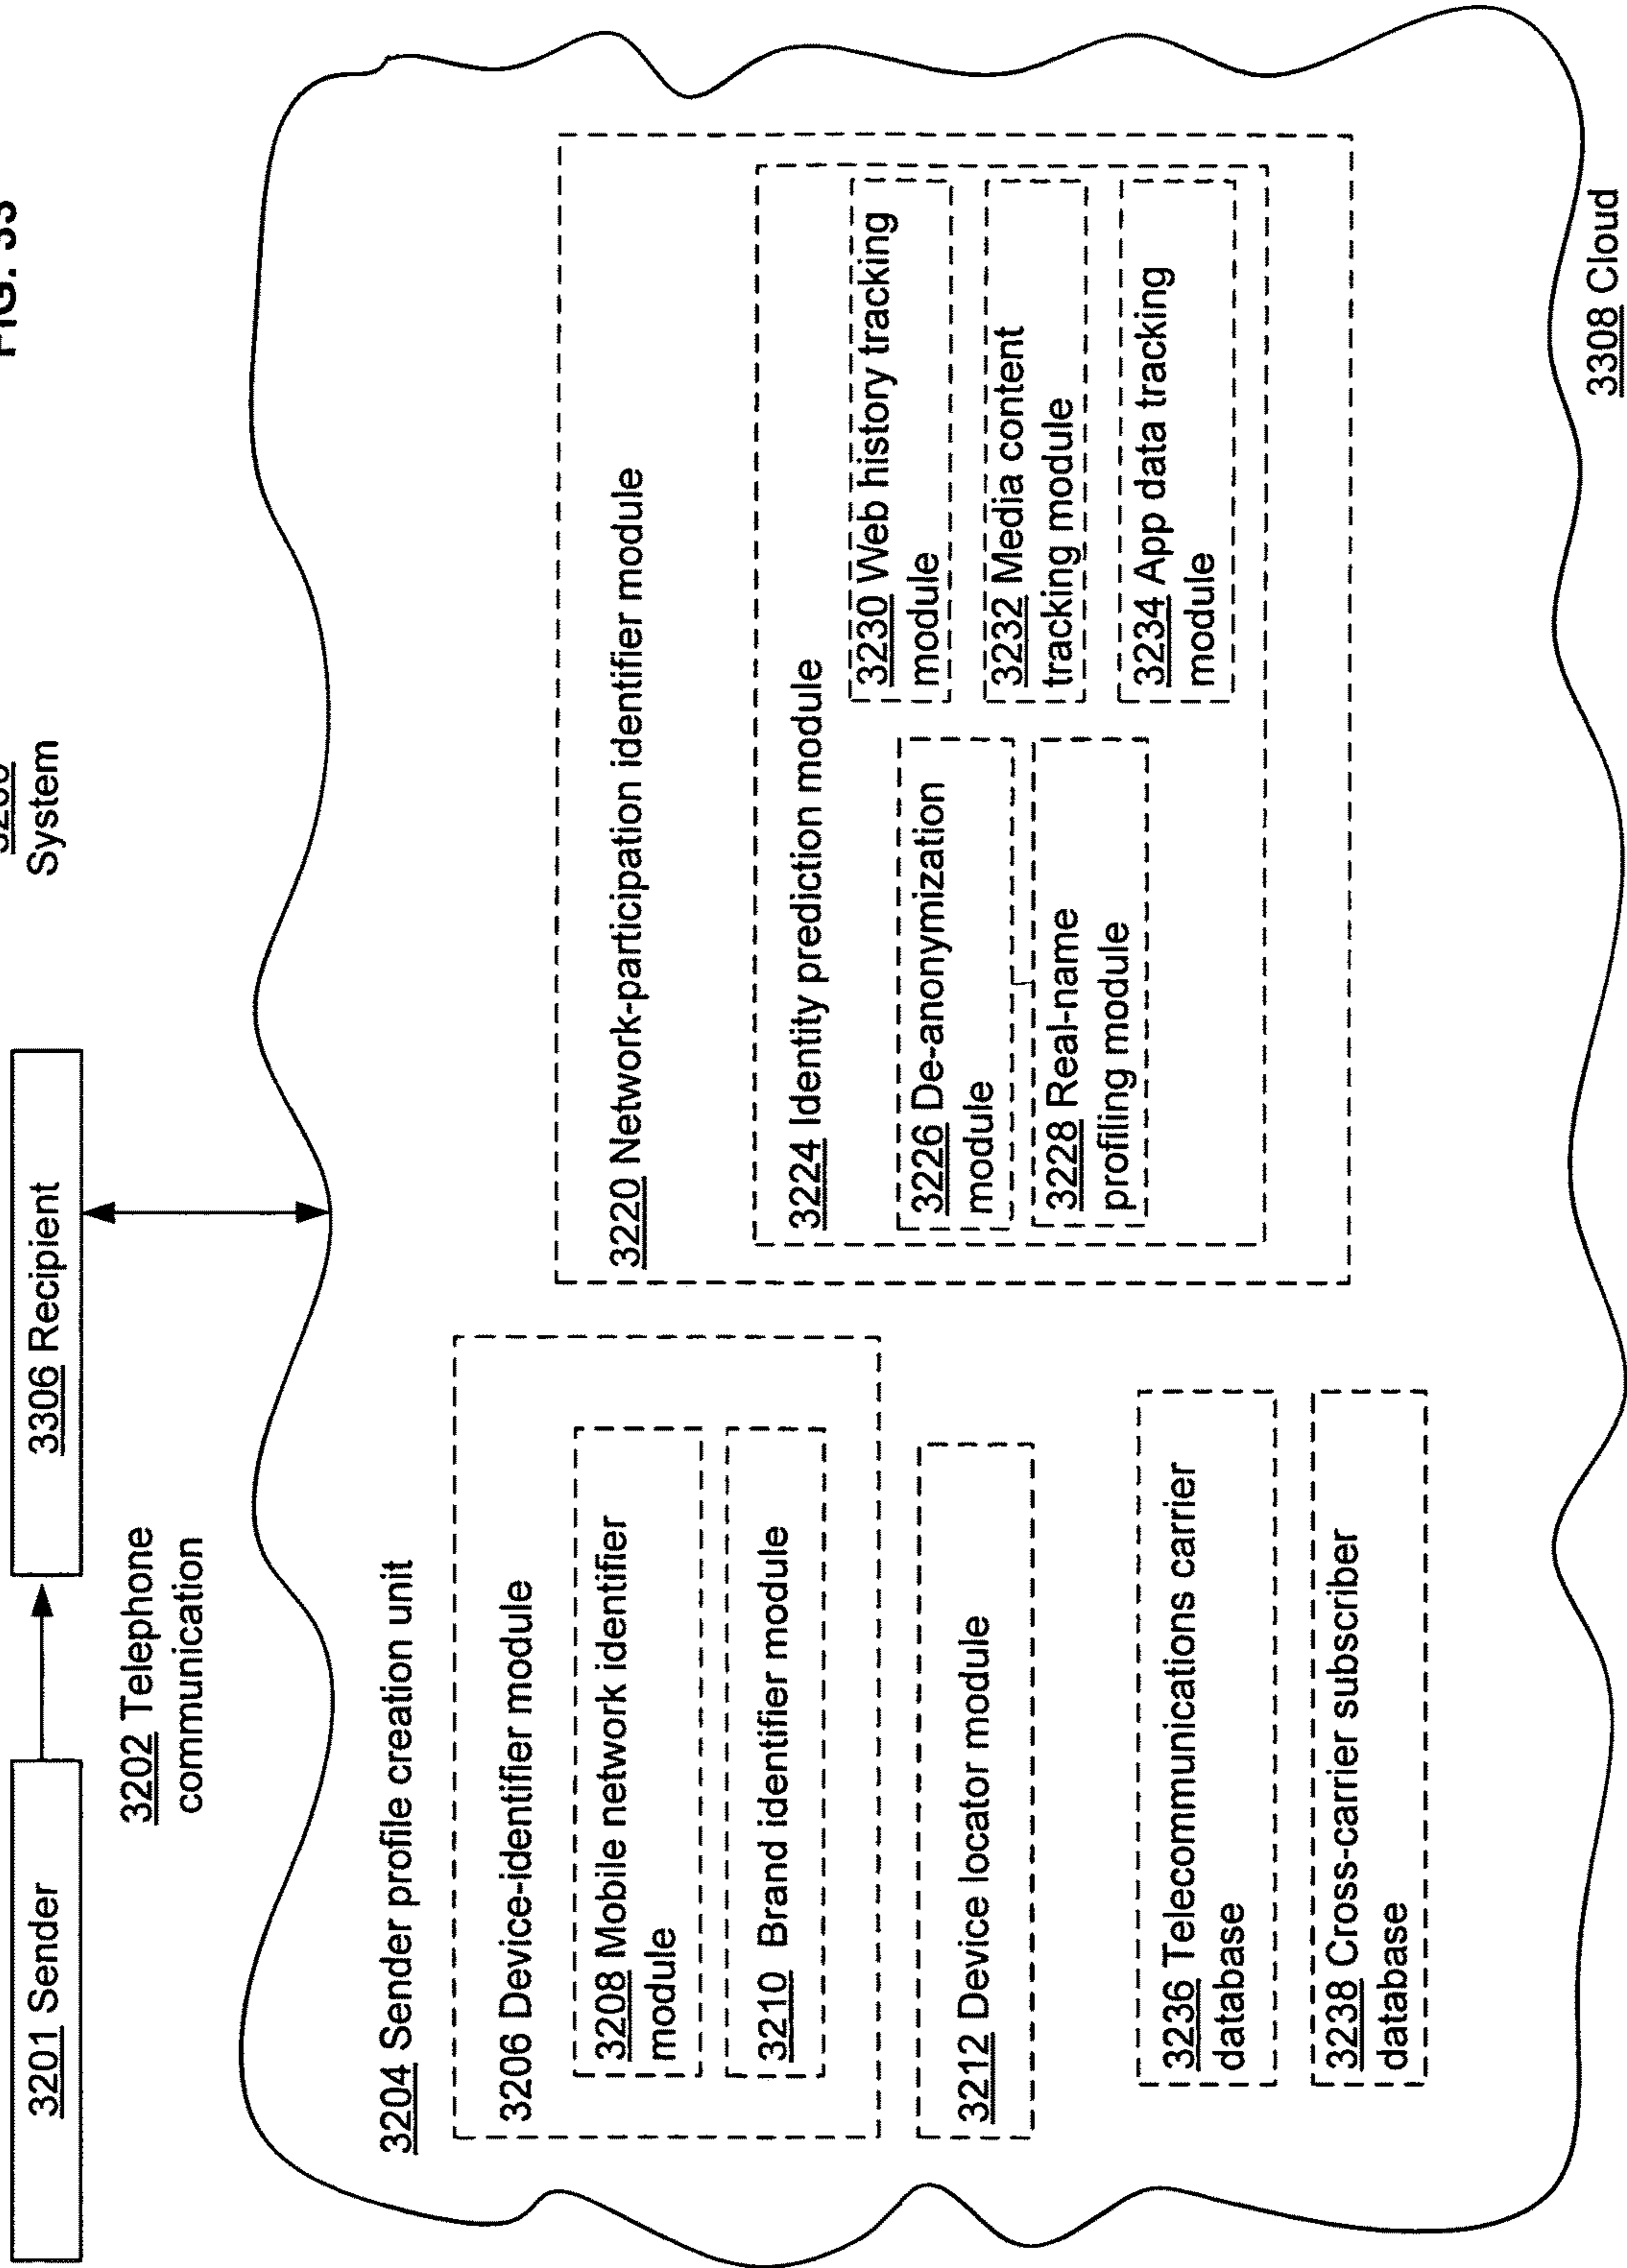 FIG. 33
System
3201 Sender
3306 Recipient
3202 Telephone
communication
3204 Sender profile creation unit
3206 Device-identifier module
3208 Mobile network identifier
module
3210 Brand identifier module
3212 Device locator module
3236 Telecommunications carrier
database
3238 Cross-carrier subscriber
database
3220 Network-participation identifier module
3224 Identity prediction module
3226 De-anonymization
module
3228 Real-name
profiling module
3230 Web history tracking
module
3232 Media content
tracking module
3234 App data tracking
module
3308 Cloud